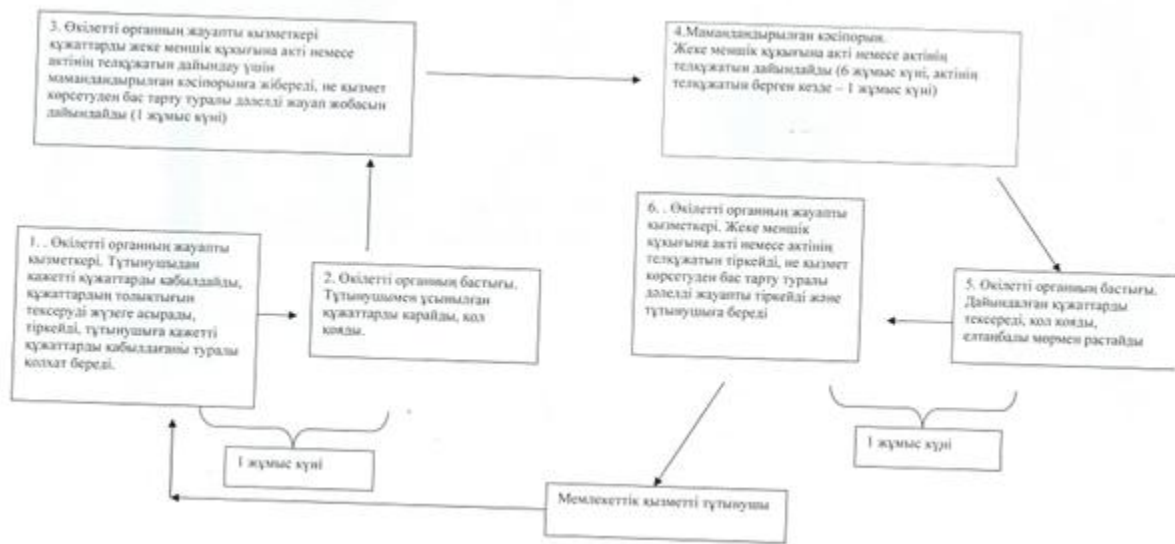 3. Өкілетті органның жауапты қызметкері
құжаттарды жеке меншік құқығына акті немесе
актінің телқұжатын дайындау үшін
мамандандырылған кәсіпорынға жібереді, не қызмет
көрсетуден бас тарту туралы дәлелді жауап жобасын
дайындайды (1 жұмыс күні)
4.Мамандандырылған кәсіпорын.
Жеке меншік құқығына акті немесе актінің
телқұжатын дайындайды (6 жұмыс күні, актінің
телқұжатын берген кезде – 1 жұмыс күні)
1. . Өкілетті органның жауапты
қызметкері. Тұтынушыдан
қажетті құжаттарды қабылдайды,
құжаттардың толықтығын
тексеруді жүзеге асырады,
тіркейді, тұтынушыға қажетті
құжаттарды қабылдағаны туралы
қолхат береді.
2. Өкілетті органның бастығы.
Тұтынушымен ұсынылған
құжаттарды қарайды, қол
қояды.
6. . Өкілетті органның жауапты
қызметкері. Жеке меншік
құқығына акті немесе актінің
телқұжатын тіркейді, не қызмет
көрсетуден бас тарту туралы
дәлелді жауапты тіркейді және
тұтынушыға береді
5. Өкілетті органның бастығы.
Дайындалған құжаттарды
тексереді, қол қояды,
елтанбалы мөрмен растайды
1 жұмыс күні
1 жұмыс күні
Мемлекеттік қызметті тұтынушы